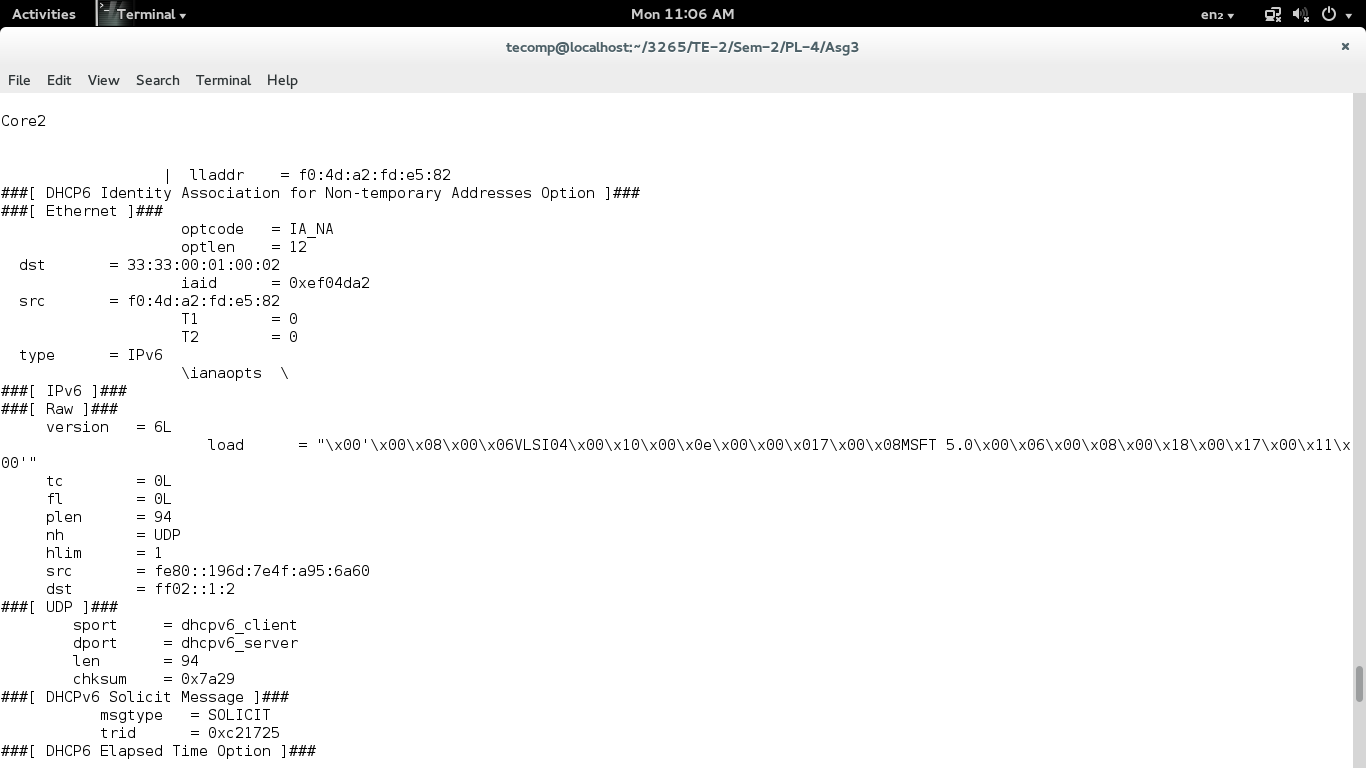 Activities Terminal Mon 11:06 AM en₂
tecomp@localhost:~/3265/TE-2/Sem-2/PL-4/Asg3 ×
File Edit View Search Terminal Help
Core2
| lladdr = f0:4d:a2:fd:e5:82
###[ DHCP6 Identity Association for Non-temporary Addresses Option ]###
###[ Ethernet ]###
optcode = IA_NA
optlen = 12
dst = 33:33:00:01:00:02
iaid = 0xef04da2
src = f0:4d:a2:fd:e5:82
T1 = 0
T2 = 0
type = IPv6
\ianaopts \
###[ IPv6 ]###
###[ Raw ]###
version = 6L
load = "\x00'\x00\x08\x00\x06VLSI04\x00\x10\x00\x0e\x00\x00\x017\x00\x08MSFT 5.0\x00\x06\x00\x08\x00\x18\x00\x17\x00\x11\x
00'"
tc = 0L
fl = 0L
plen = 94
nh = UDP
hlim = 1
src = fe80::196d:7e4f:a95:6a60
dst = ff02::1:2
###[ UDP ]###
sport = dhcpv6_client
dport = dhcpv6_server
len = 94
chksum = 0x7a29
###[ DHCPv6 Solicit Message ]###
msgtype = SOLICIT
trid = 0xc21725
###[ DHCP6 Elapsed Time Option ]###